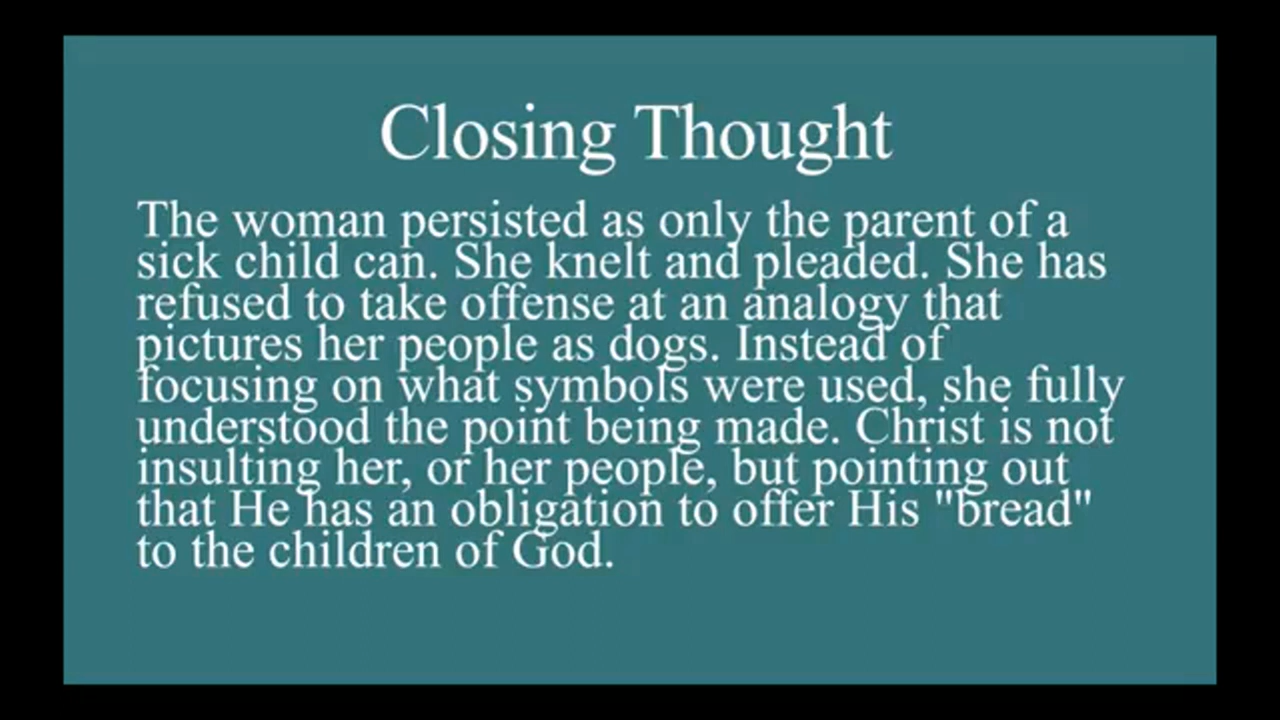 Closing Thought
The woman persisted as only the parent of a
sick child can. She knelt and pleaded. She has
refused to take offense at an analogy that
pictures her people as dogs. Instead of
focusing on what symbols were used, she fully
understood the point being made. Christ is not
insulting her, or her people, but pointing out
that He has an obligation to offer His "bread"
to the children of God.